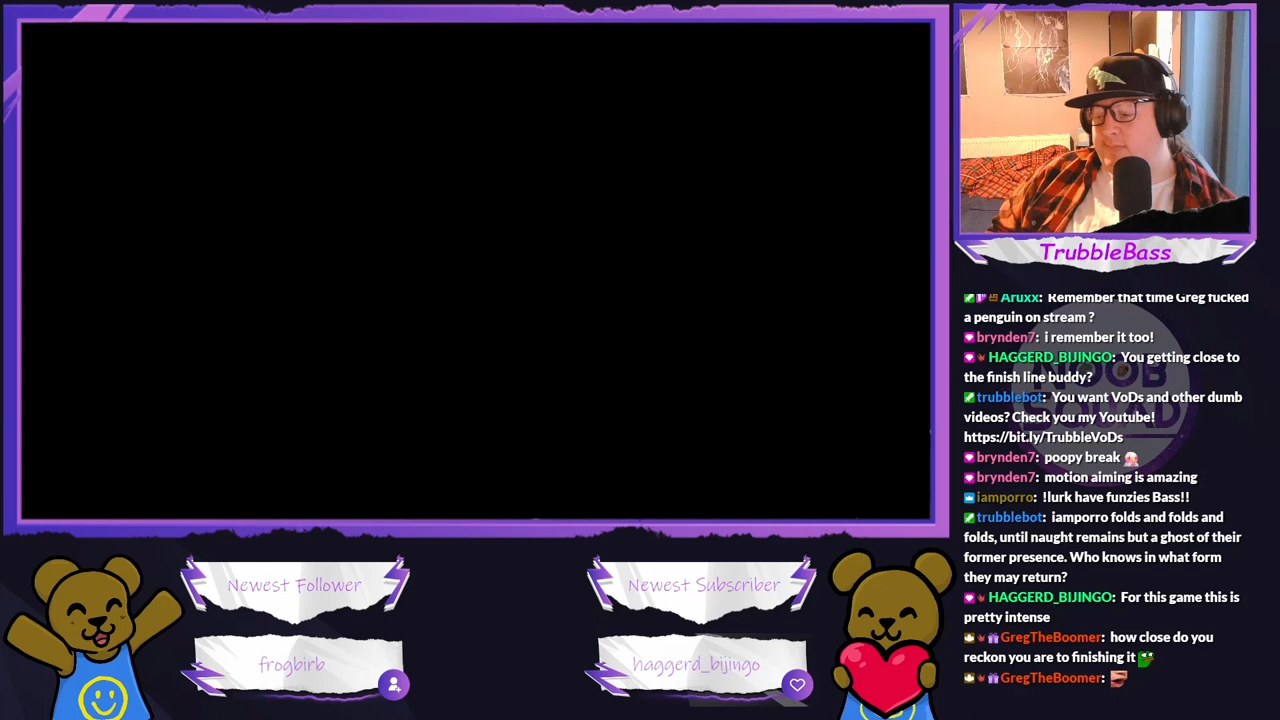 TrubbleBass
Aruxx: Remember that time Greg fucked
a penguin on stream ?
brynden7: i remember it too!
HAGGERD_BIJINGO: You getting close to
the finish line buddy?
trubblebot: You want VoDs and other dumb
videos? Check you my Youtube!
https://bit.ly/TrubbleVoDs
brynden7: poopy break
brynden7: motion aiming is amazing
iamporro: !lurk have funzies Bass!!
trubblebot: iamporro folds and folds and
folds, until naught remains but a ghost of their
former presence. Who knows in what form
they may return?
HAGGERD_BIJINGO: For this game this is
pretty intense
GregTheBoomer: how close do you
reckon you are to finishing it
GregTheBoomer:
NOOB
SQUAD
Newest Follower
frogbirb
Newest Subscriber
haggerd_bijingo